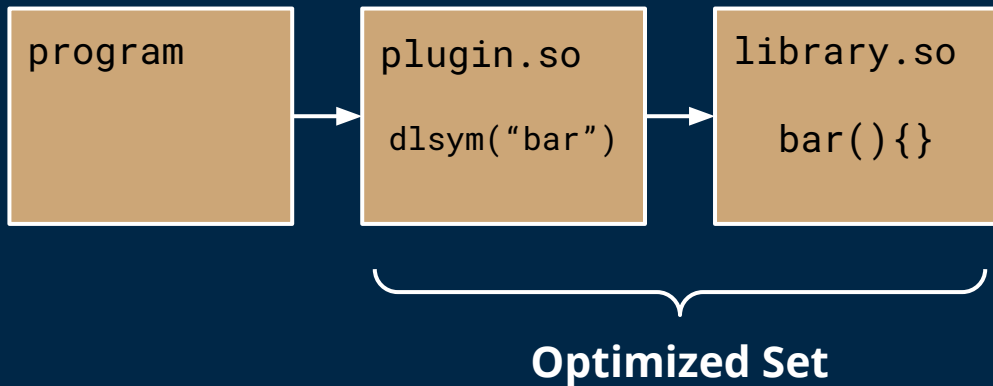 program
plugin.so
dlsym(“bar”)
library.so
bar(){}
Optimized Set